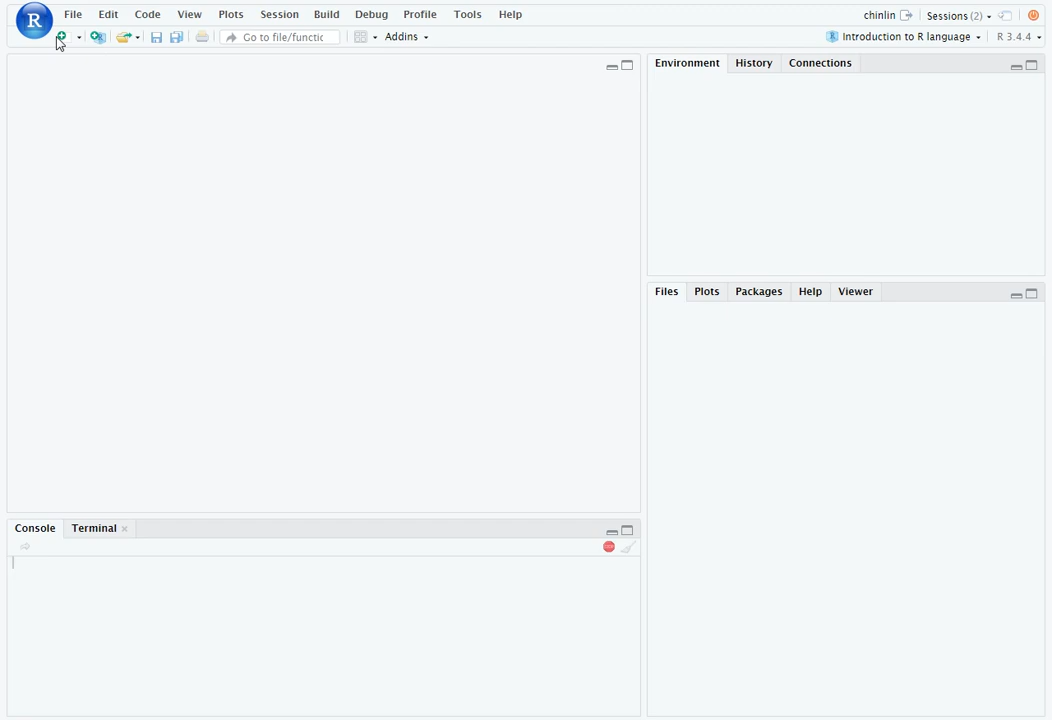 File Edit Code View Plots Session Build Debug Profile Tools Help chinlin Sessions (2)
R
R Go to file/functic Addins R Introduction to R language R 3.4.4
Environment History Connections
Files Plots Packages Help Viewer
Console Terminal